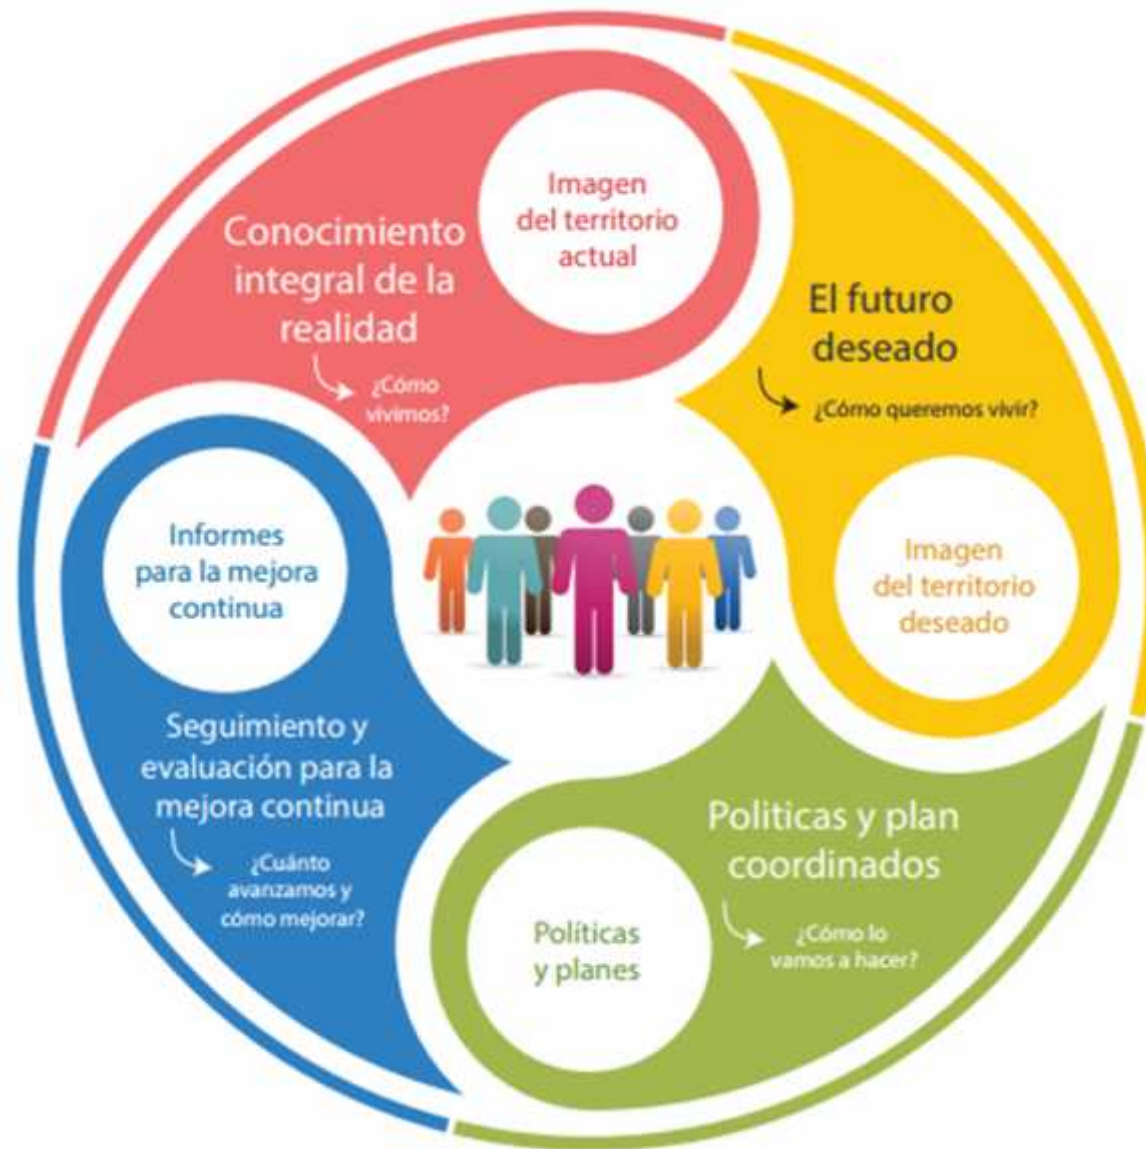 Conocimiento
integral de la
realidad
¿Cómo
vivimos?
Imagen
del territorio
actual
El futuro
deseado
¿Cómo queremos vivir?
Imagen
del territorio
deseado
Politicas y plan
coordinados
¿Cómo lo
vamos a hacer?
Políticas
y planes
Seguimiento y
evaluación para la
mejora continua
¿Cuánto
avanzamos y
cómo mejorar?
Informes
para la mejora
continua